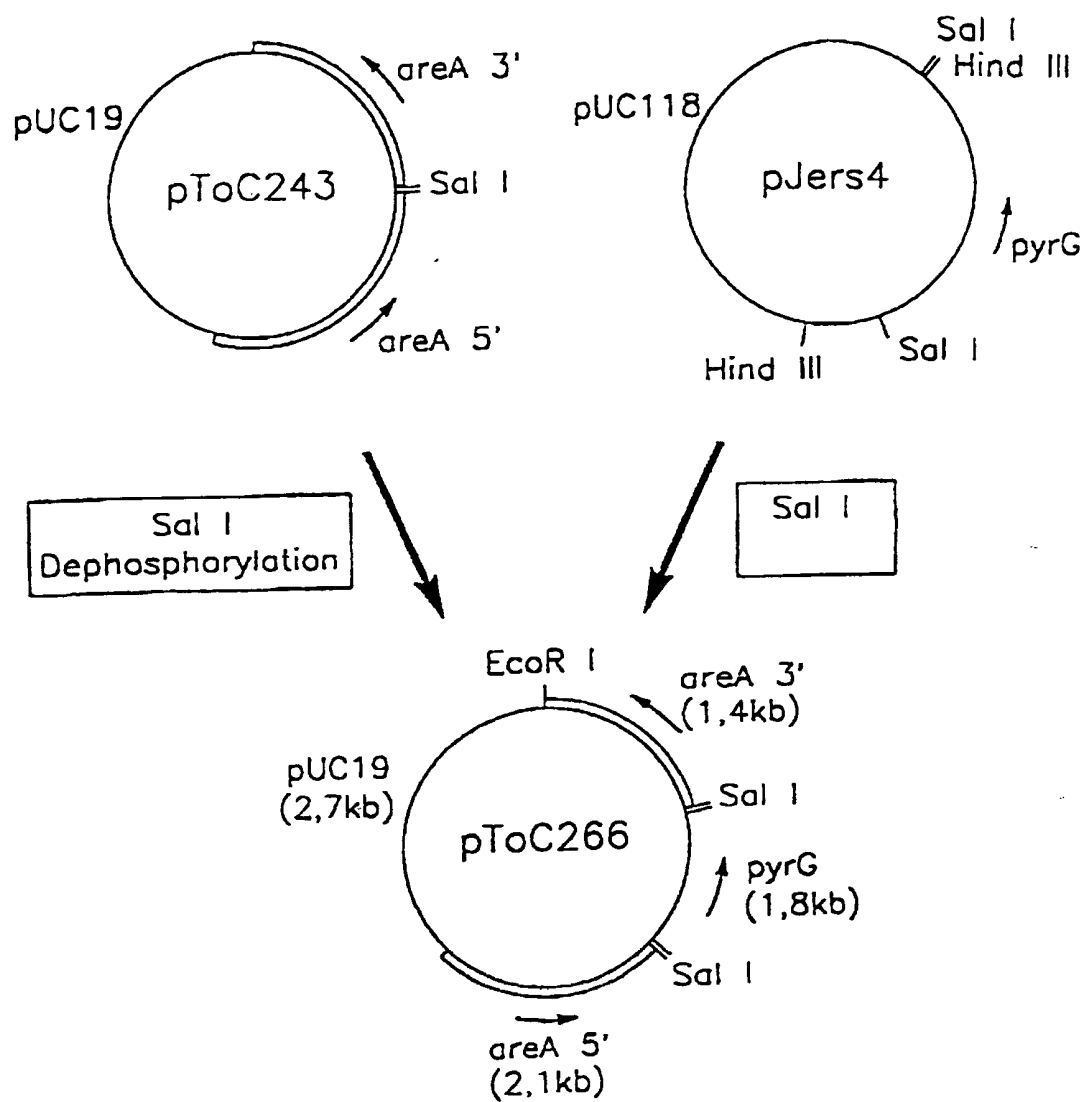 areA 3'
pUC19
pToC243
Sal I
areA 5'
Sal I
Hind III
pUC118
pJers4
pyrG
Sal I
Hind III
Sal I
Dephosphorylation
Sal I
EcoR I
areA 3'
(1,4kb)
pUC19
(2,7kb)
Sal I
pToC266
pyrG
(1,8kb)
Sal I
areA 5'
(2,1kb)